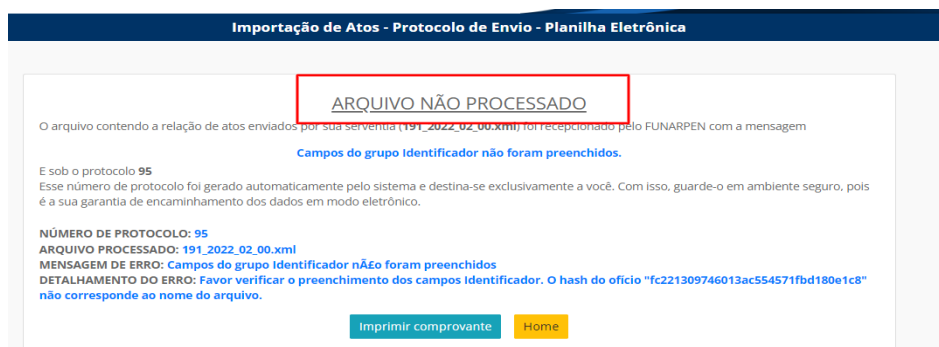 Importação de Atos - Protocolo de Envio - Planilha Eletrônica
ARQUIVO NÃO PROCESSADO
O arquivo contendo a relação de atos enviados por sua serventia (191_2022_02_00.xml) foi recepcionado pelo FUNARPEN com a mensagem
Campos do grupo Identificador não foram preenchidos.
E sob o protocolo 95
Esse número de protocolo foi gerado automaticamente pelo sistema e destina-se exclusivamente a você. Com isso, guarde-o em ambiente seguro, pois
é a sua garantia de encaminhamento dos dados em modo eletrônico.
NÚMERO DE PROTOCOLO: 95
ARQUIVO PROCESSADO: 191_2022_02_00.xml
MENSAGEM DE ERRO: Campos do grupo Identificador nÃ£o foram preenchidos
DETALHAMENTO DO ERRO: Favor verificar o preenchimento dos campos Identificador. O hash do ofício "fc221309746013ac554571fbd180e1c8"
não corresponde ao nome do arquivo.
Imprimir comprovante
Home